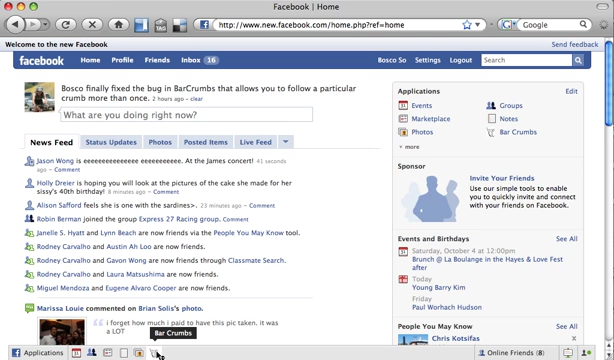 Facebook | Home
http://www.new.facebook.com/home.php?ref=home
Google
Welcome to the new Facebook
Send feedback
facebook Home Profile Friends Inbox 16 Bosco So Settings Logout Search
Bosco finally fixed the bug in BarCrumbs that allows you to follow a particular
crumb more than once. 2 hours ago - clear
What are you doing right now?
News Feed Status Updates Photos Posted Items Live Feed
Jason Wong is eeeeeeeeeeeeeee eeeeeeeeee. At the James concert! 41 seconds
ago - Comment
Holly Dreier is hoping you will look at the pictures of the cake she made for her
sissy's 40th birthday! 8 minutes ago - Comment
Alison Safford feels she is one with the sardines>. 23 minutes ago - Comment
Robin Berman joined the group Express 27 Racing group. Comment
Janelle S. Hyatt and Lynn Beach are now friends via the People You May Know tool.
Rodney Carvalho and Austin Ah Loo are now friends.
Rodney Carvalho and Gavon Wong are now friends through Classmate Search.
Rodney Carvalho and Laura Matsushima are now friends.
Miguel Mendoza and Eugene Alvaro Cooper are now friends.
Marissa Louie commented on Brian Solis's photo.
i forget how much i paid to have this pic taken. it was
a LOT
Applications Edit
Events Groups
Marketplace Notes
Photos Bar Crumbs
more
Sponsor
Invite Your Friends
Use our simple tools to enable
you to quickly invite and connect
with your friends on Facebook.
Events and Birthdays See All
Saturday, October 4 at 12:00pm
Brunch @ La Boulange in the Hayes & Love Fest
after
Today
Young Barry Kim
Friday
Paul Worhach Hudson
People You May Know See All
Chris Kotsifas
Bar Crumbs
Applications
Online Friends (8)